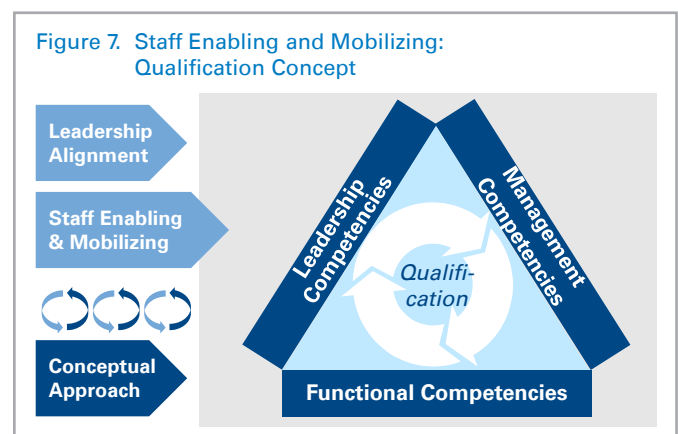 Figure 7. Staff Enabling and Mobilizing:
Qualification Concept
Leadership
Alignment
Staff Enabling
& Mobilizing
Conceptual
Approach
Leadership
Competencies
Management
Competencies
Qualifi-
cation
Functional Competencies